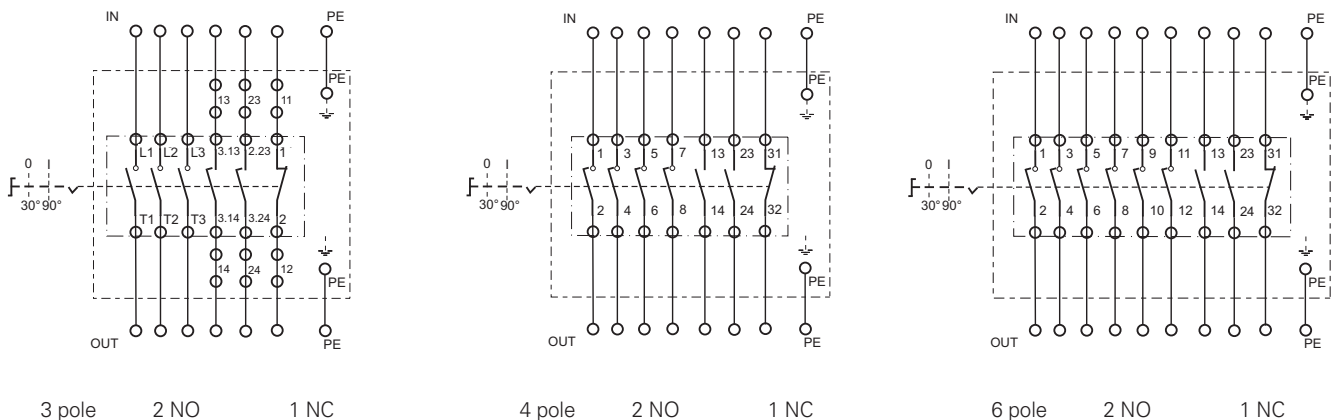 IN PE IN PE IN PE
PE PE PE
13 23 11
L1 L2 L3 3.13 2.23 1 1 3 5 7 13 23 31 1 3 5 7 9 11 13 23 31
0 0 0
30° 90° 30° 90° 30° 90°
T1 T2 T3 3.14 3.24 2 2 4 6 8 14 24 32 2 4 6 8 10 12 14 24 32
14 24 12
PE PE PE
OUT PE OUT PE OUT PE
3 pole 2 NO 1 NC 4 pole 2 NO 1 NC 6 pole 2 NO 1 NC